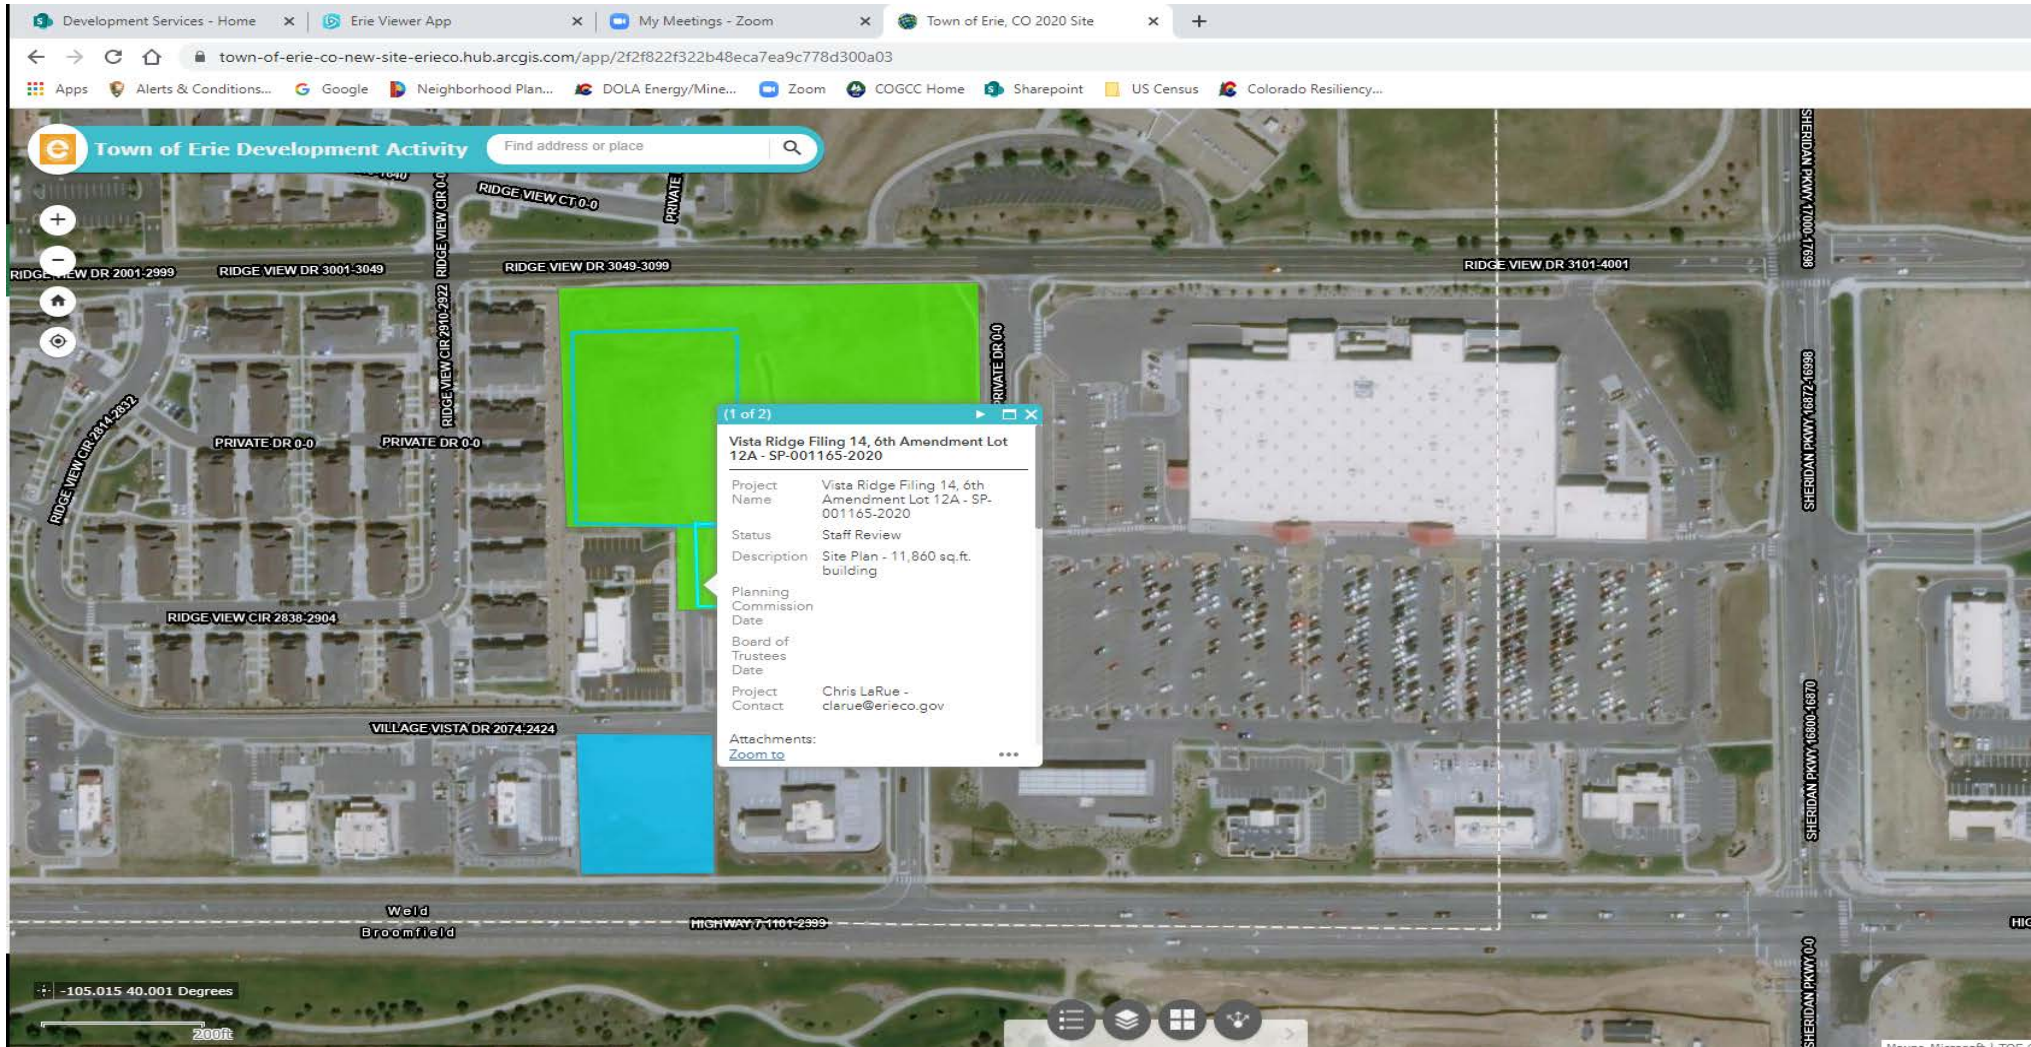 Development Services - Home
Erie Viewer App
My Meetings - Zoom
Town of Erie, CO 2020 Site
town-of-erie-co-new-site-erieco.hub.arcgis.com/app/2f2f822f322b48eca7ea9c778d300a03
Apps
Alerts & Conditions...
Google
Neighborhood Plan...
DOLA Energy/Mine...
Zoom
COGCC Home
Sharepoint
US Census
Colorado Resiliency...
Town of Erie Development Activity
Find address or place
RIDGE VIEW CIR 0-0
RIDGE VIEW CT 0-0
PRIVATE
SHERIDAN PKWY 17000-17698
RIDGE VIEW DR 3001-3049
RIDGE VIEW DR 3049-3099
RIDGE VIEW DR 3101-4001
RIDGE VIEW CIR 2910-2922
PRIVATE DR 0-0
SHERIDAN PKWY 16872-16998
RIDGE VIEW CIR 2814-2832
PRIVATE DR 0-0
PRIVATE DR 0-0
(1 of 2)
Vista Ridge Filing 14, 6th Amendment Lot
12A - SP-001165-2020
Project Vista Ridge Filing 14, 6th
Name Amendment Lot 12A - SP-
001165-2020
Status Staff Review
Description Site Plan - 11,860 sq.ft.
building
Planning
Commission
Date
Board of
Trustees
Date
Project Chris LaRue -
Contact clarue@erieco.gov
Attachments:
Zoom to
RIDGE VIEW CIR 2838-2904
VILLAGE VISTA DR 2074-2424
SHERIDAN PKWY 16800-16870
Weld
Broomfield
HIGHWAY 7 1101-2399
SHERIDAN PKWY 0-0
-105.015 40.001 Degrees
200ft